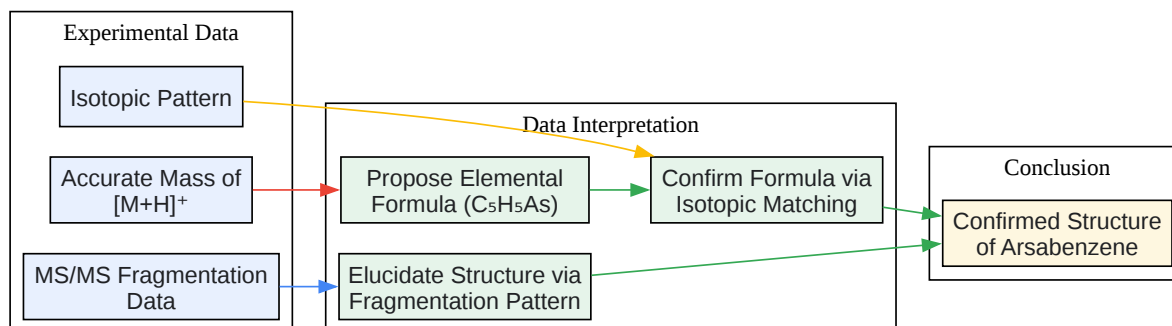 Experimental Data
Isotopic Pattern
Accurate Mass of
[M+H]⁺
MS/MS Fragmentation
Data
Data Interpretation
Propose Elemental
Formula (C₅H₅As)
Confirm Formula via
Isotopic Matching
Elucidate Structure via
Fragmentation Pattern
Conclusion
Confirmed Structure
of Arsabenzene